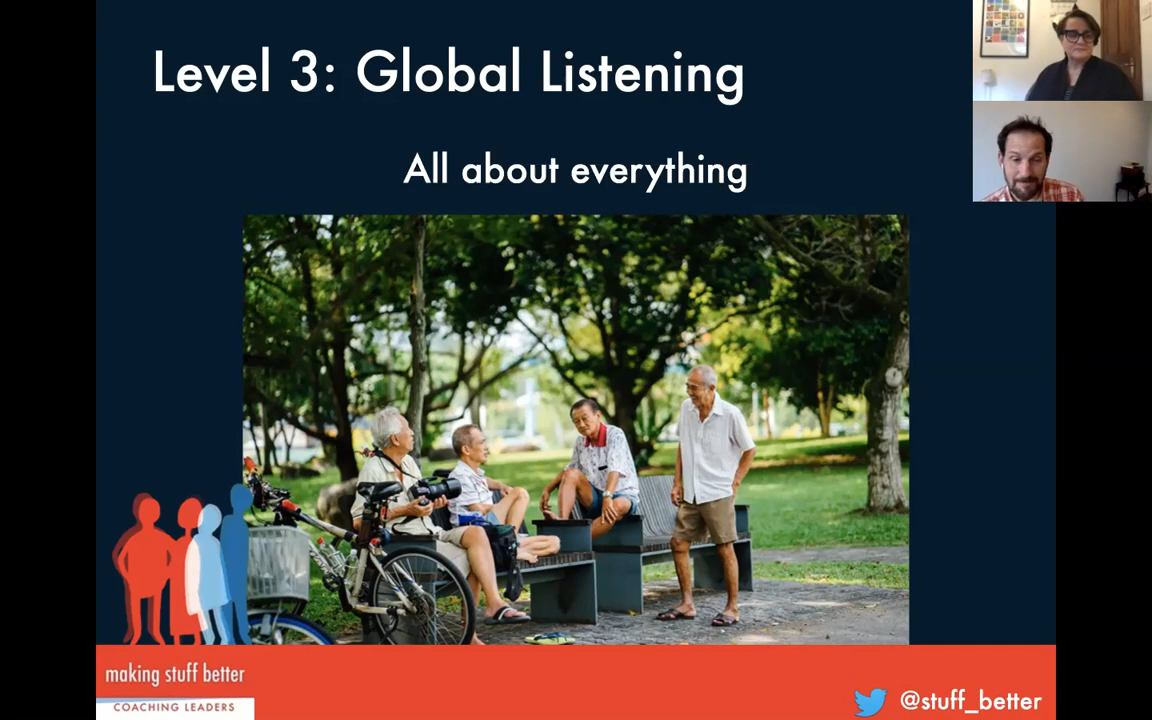 Level 3: Global Listening
All about everything
making stuff better
COACHING LEADERS
@stuff_better